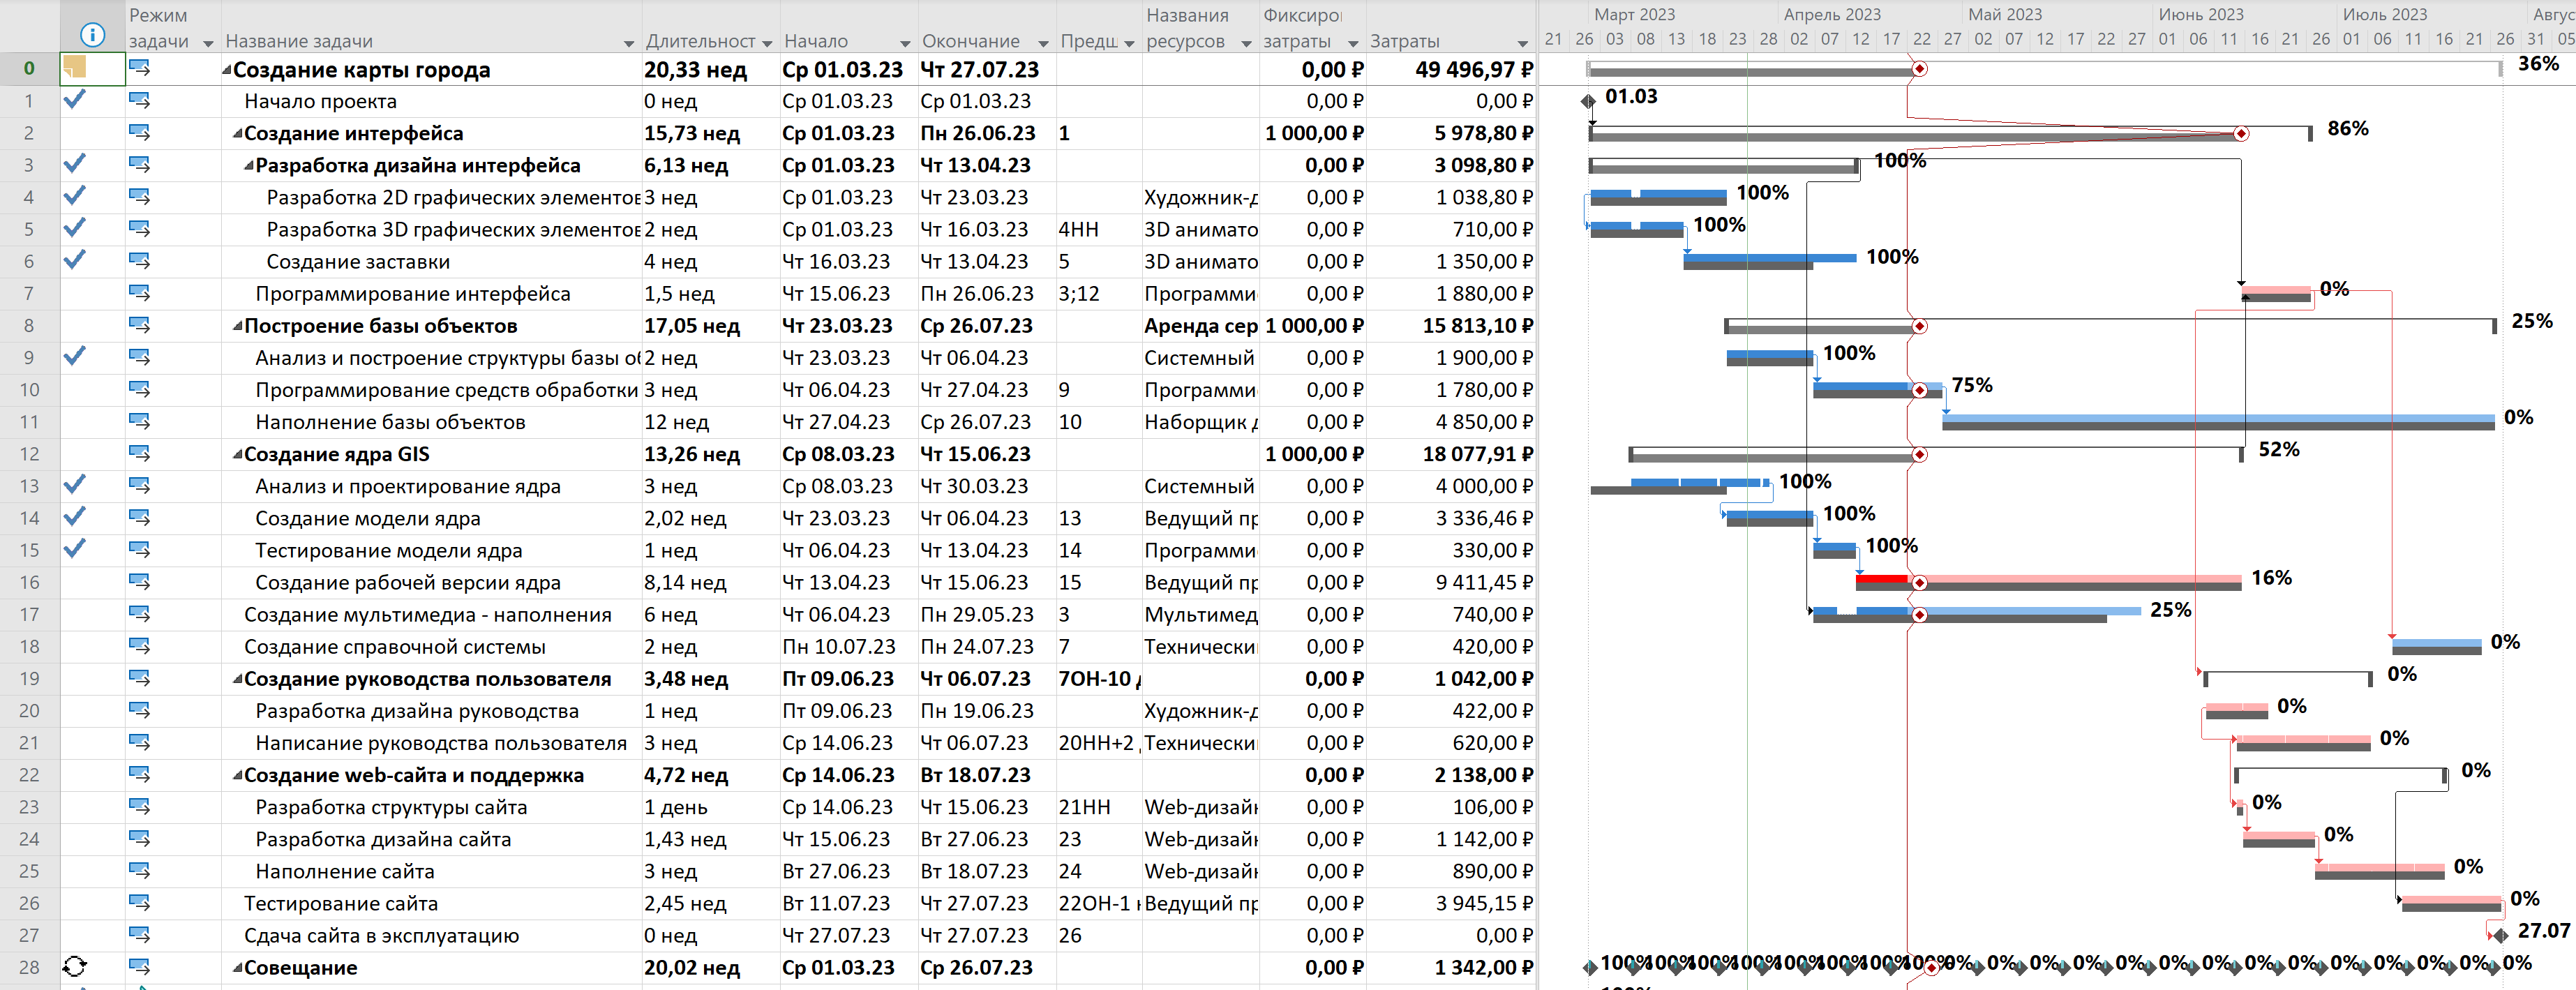 Режим задачи Название задачи Длительност Начало Окончание Предш Названия ресурсов Фиксиро затраты Затраты
Март 2023 Апрель 2023 Май 2023 Июнь 2023 Июль 2023 Авгус
21 26 03 08 13 18 23 28 02 07 12 17 22 27 02 07 12 17 22 27 01 06 11 16 21 26 01 06 11 16 21 26 31 05
0 Создание карты города 20,33 нед Ср 01.03.23 Чт 27.07.23 0,00 ₽ 49 496,97 ₽ 36%
1 Начало проекта 0 нед Ср 01.03.23 Ср 01.03.23 0,00 ₽ 0,00 ₽ 01.03
2 Создание интерфейса 15,73 нед Ср 01.03.23 Пн 26.06.23 1 1 000,00 ₽ 5 978,80 ₽ 86%
3 Разработка дизайна интерфейса 6,13 нед Ср 01.03.23 Чт 13.04.23 0,00 ₽ 3 098,80 ₽ 100%
4 Разработка 2D графических элементов 3 нед Ср 01.03.23 Чт 23.03.23 Художник-д 0,00 ₽ 1 038,80 ₽ 100%
5 Разработка 3D графических элементов 2 нед Ср 01.03.23 Чт 16.03.23 4НН 3D анимато 0,00 ₽ 710,00 ₽ 100%
6 Создание заставки 4 нед Чт 16.03.23 Чт 13.04.23 5 3D анимато 0,00 ₽ 1 350,00 ₽ 100%
7 Программирование интерфейса 1,5 нед Чт 15.06.23 Пн 26.06.23 3;12 Программи 0,00 ₽ 1 880,00 ₽ 0%
8 Построение базы объектов 17,05 нед Чт 23.03.23 Ср 26.07.23 Аренда сер 1 000,00 ₽ 15 813,10 ₽ 25%
9 Анализ и построение структуры базы об 2 нед Чт 23.03.23 Чт 06.04.23 Системный 0,00 ₽ 1 900,00 ₽ 100%
10 Программирование средств обработки 3 нед Чт 06.04.23 Чт 27.04.23 9 Программи 0,00 ₽ 1 780,00 ₽ 75%
11 Наполнение базы объектов 12 нед Чт 27.04.23 Ср 26.07.23 10 Наборщик д 0,00 ₽ 4 850,00 ₽ 0%
12 Создание ядра GIS 13,26 нед Ср 08.03.23 Чт 15.06.23 1 000,00 ₽ 18 077,91 ₽ 52%
13 Анализ и проектирование ядра 3 нед Ср 08.03.23 Чт 30.03.23 Системный 0,00 ₽ 4 000,00 ₽ 100%
14 Создание модели ядра 2,02 нед Чт 23.03.23 Чт 06.04.23 13 Ведущий пр 0,00 ₽ 3 336,46 ₽ 100%
15 Тестирование модели ядра 1 нед Чт 06.04.23 Чт 13.04.23 14 Программи 0,00 ₽ 330,00 ₽ 100%
16 Создание рабочей версии ядра 8,14 нед Чт 13.04.23 Чт 15.06.23 15 Ведущий пр 0,00 ₽ 9 411,45 ₽ 16%
17 Создание мультимедиа - наполнения 6 нед Чт 06.04.23 Пн 29.05.23 3 Мультимед 0,00 ₽ 740,00 ₽ 25%
18 Создание справочной системы 2 нед Пн 10.07.23 Пн 24.07.23 7 Технически 0,00 ₽ 420,00 ₽ 0%
19 Создание руководства пользователя 3,48 нед Пт 09.06.23 Чт 06.07.23 7ОН-10 д 0,00 ₽ 1 042,00 ₽ 0%
20 Разработка дизайна руководства 1 нед Пт 09.06.23 Пн 19.06.23 Художник-д 0,00 ₽ 422,00 ₽ 0%
21 Написание руководства пользователя 3 нед Ср 14.06.23 Чт 06.07.23 20НН+2 Технически 0,00 ₽ 620,00 ₽ 0%
22 Создание web-сайта и поддержка 4,72 нед Ср 14.06.23 Вт 18.07.23 0,00 ₽ 2 138,00 ₽ 0%
23 Разработка структуры сайта 1 день Ср 14.06.23 Чт 15.06.23 21НН Web-дизайн 0,00 ₽ 106,00 ₽ 0%
24 Разработка дизайна сайта 1,43 нед Чт 15.06.23 Вт 27.06.23 23 Web-дизайн 0,00 ₽ 1 142,00 ₽ 0%
25 Наполнение сайта 3 нед Вт 27.06.23 Вт 18.07.23 24 Web-дизайн 0,00 ₽ 890,00 ₽ 0%
26 Тестирование сайта 2,45 нед Вт 11.07.23 Чт 27.07.23 22ОН-1 н Ведущий пр 0,00 ₽ 3 945,15 ₽ 0%
27 Сдача сайта в эксплуатацию 0 нед Чт 27.07.23 Чт 27.07.23 26 0,00 ₽ 0,00 ₽ 27.07
28 Совещание 20,02 нед Ср 01.03.23 Ср 26.07.23 0,00 ₽ 1 342,00 ₽ 100% 100% 100% 100% 100% 100% 100% 100% 0% 0% 0% 0% 0% 0% 0% 0% 0% 0% 0% 0% 0% 0%